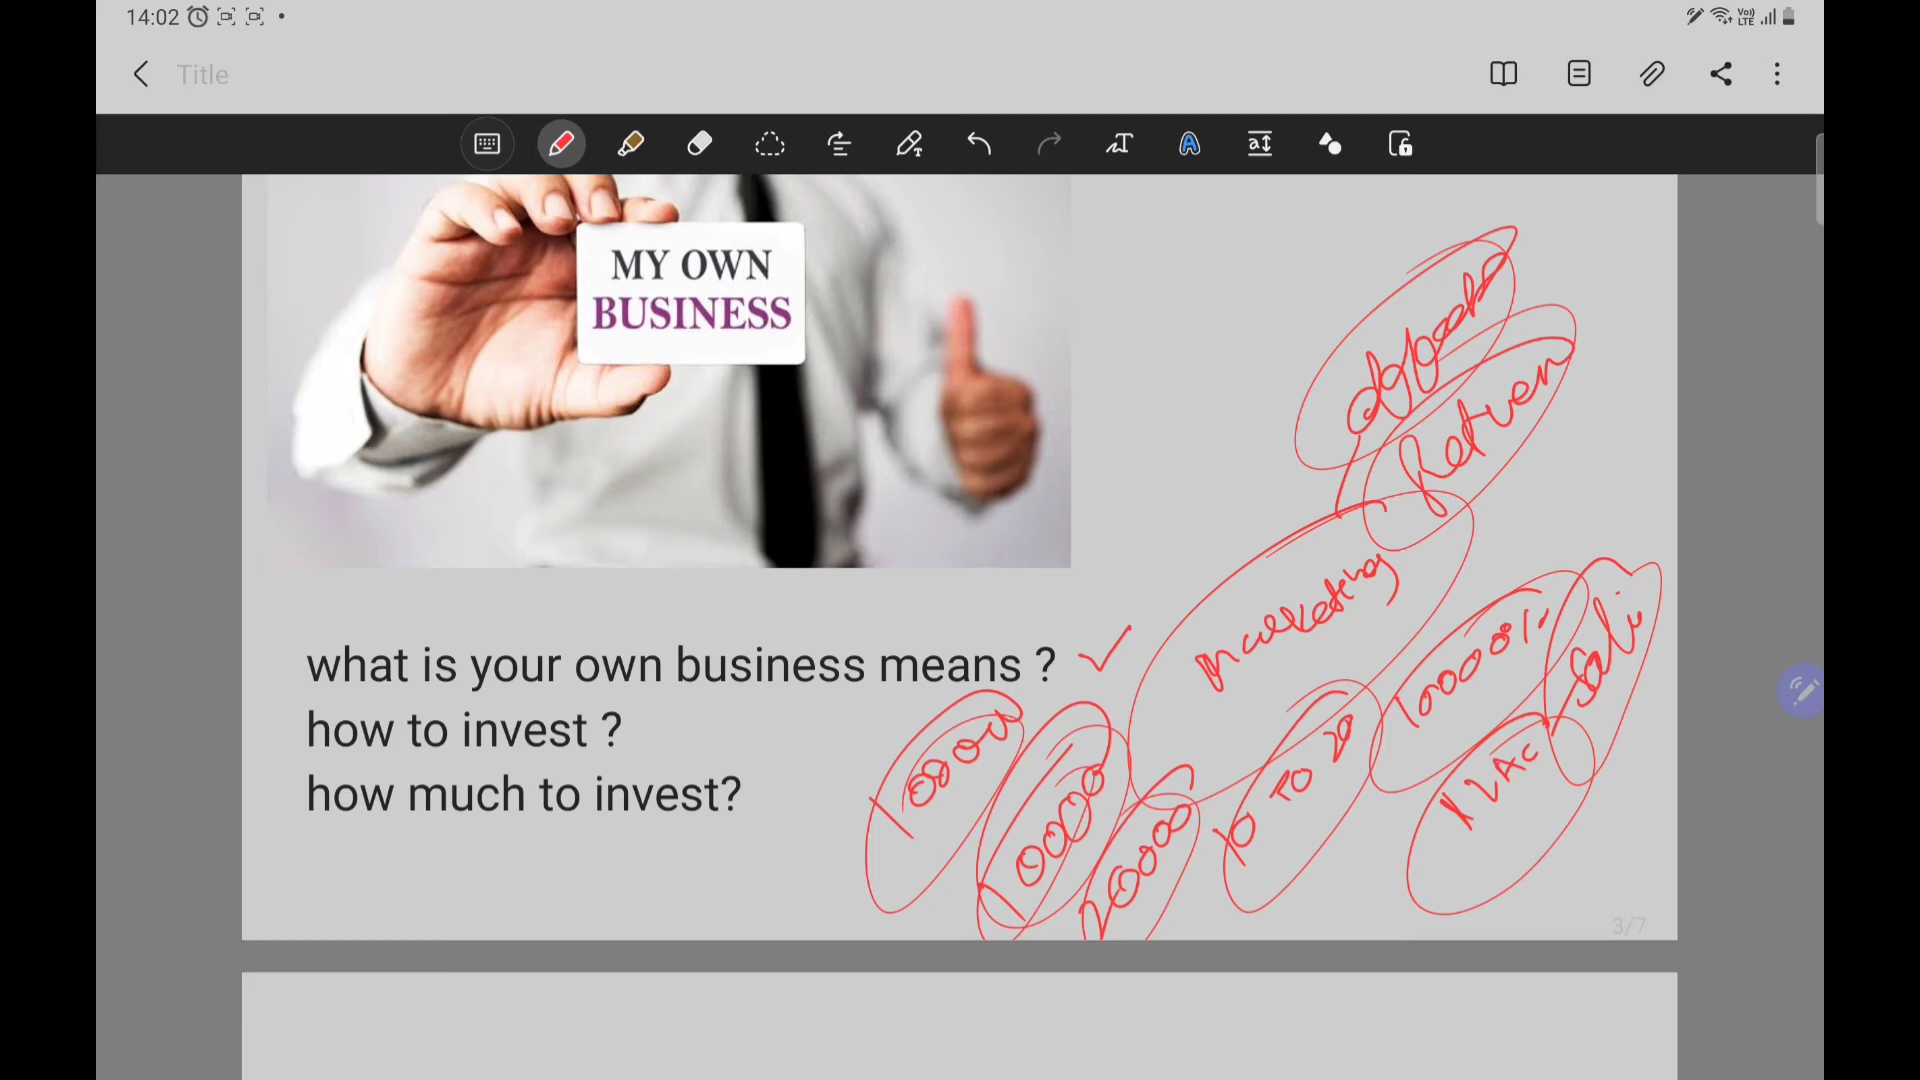 14:02
Title
MY OWN
BUSINESS
Return
marketing
what is your own business means ?
how to invest ?
how much to invest?
10000
10000
20000
10 TO 20
1000%
1 LAC
3/7